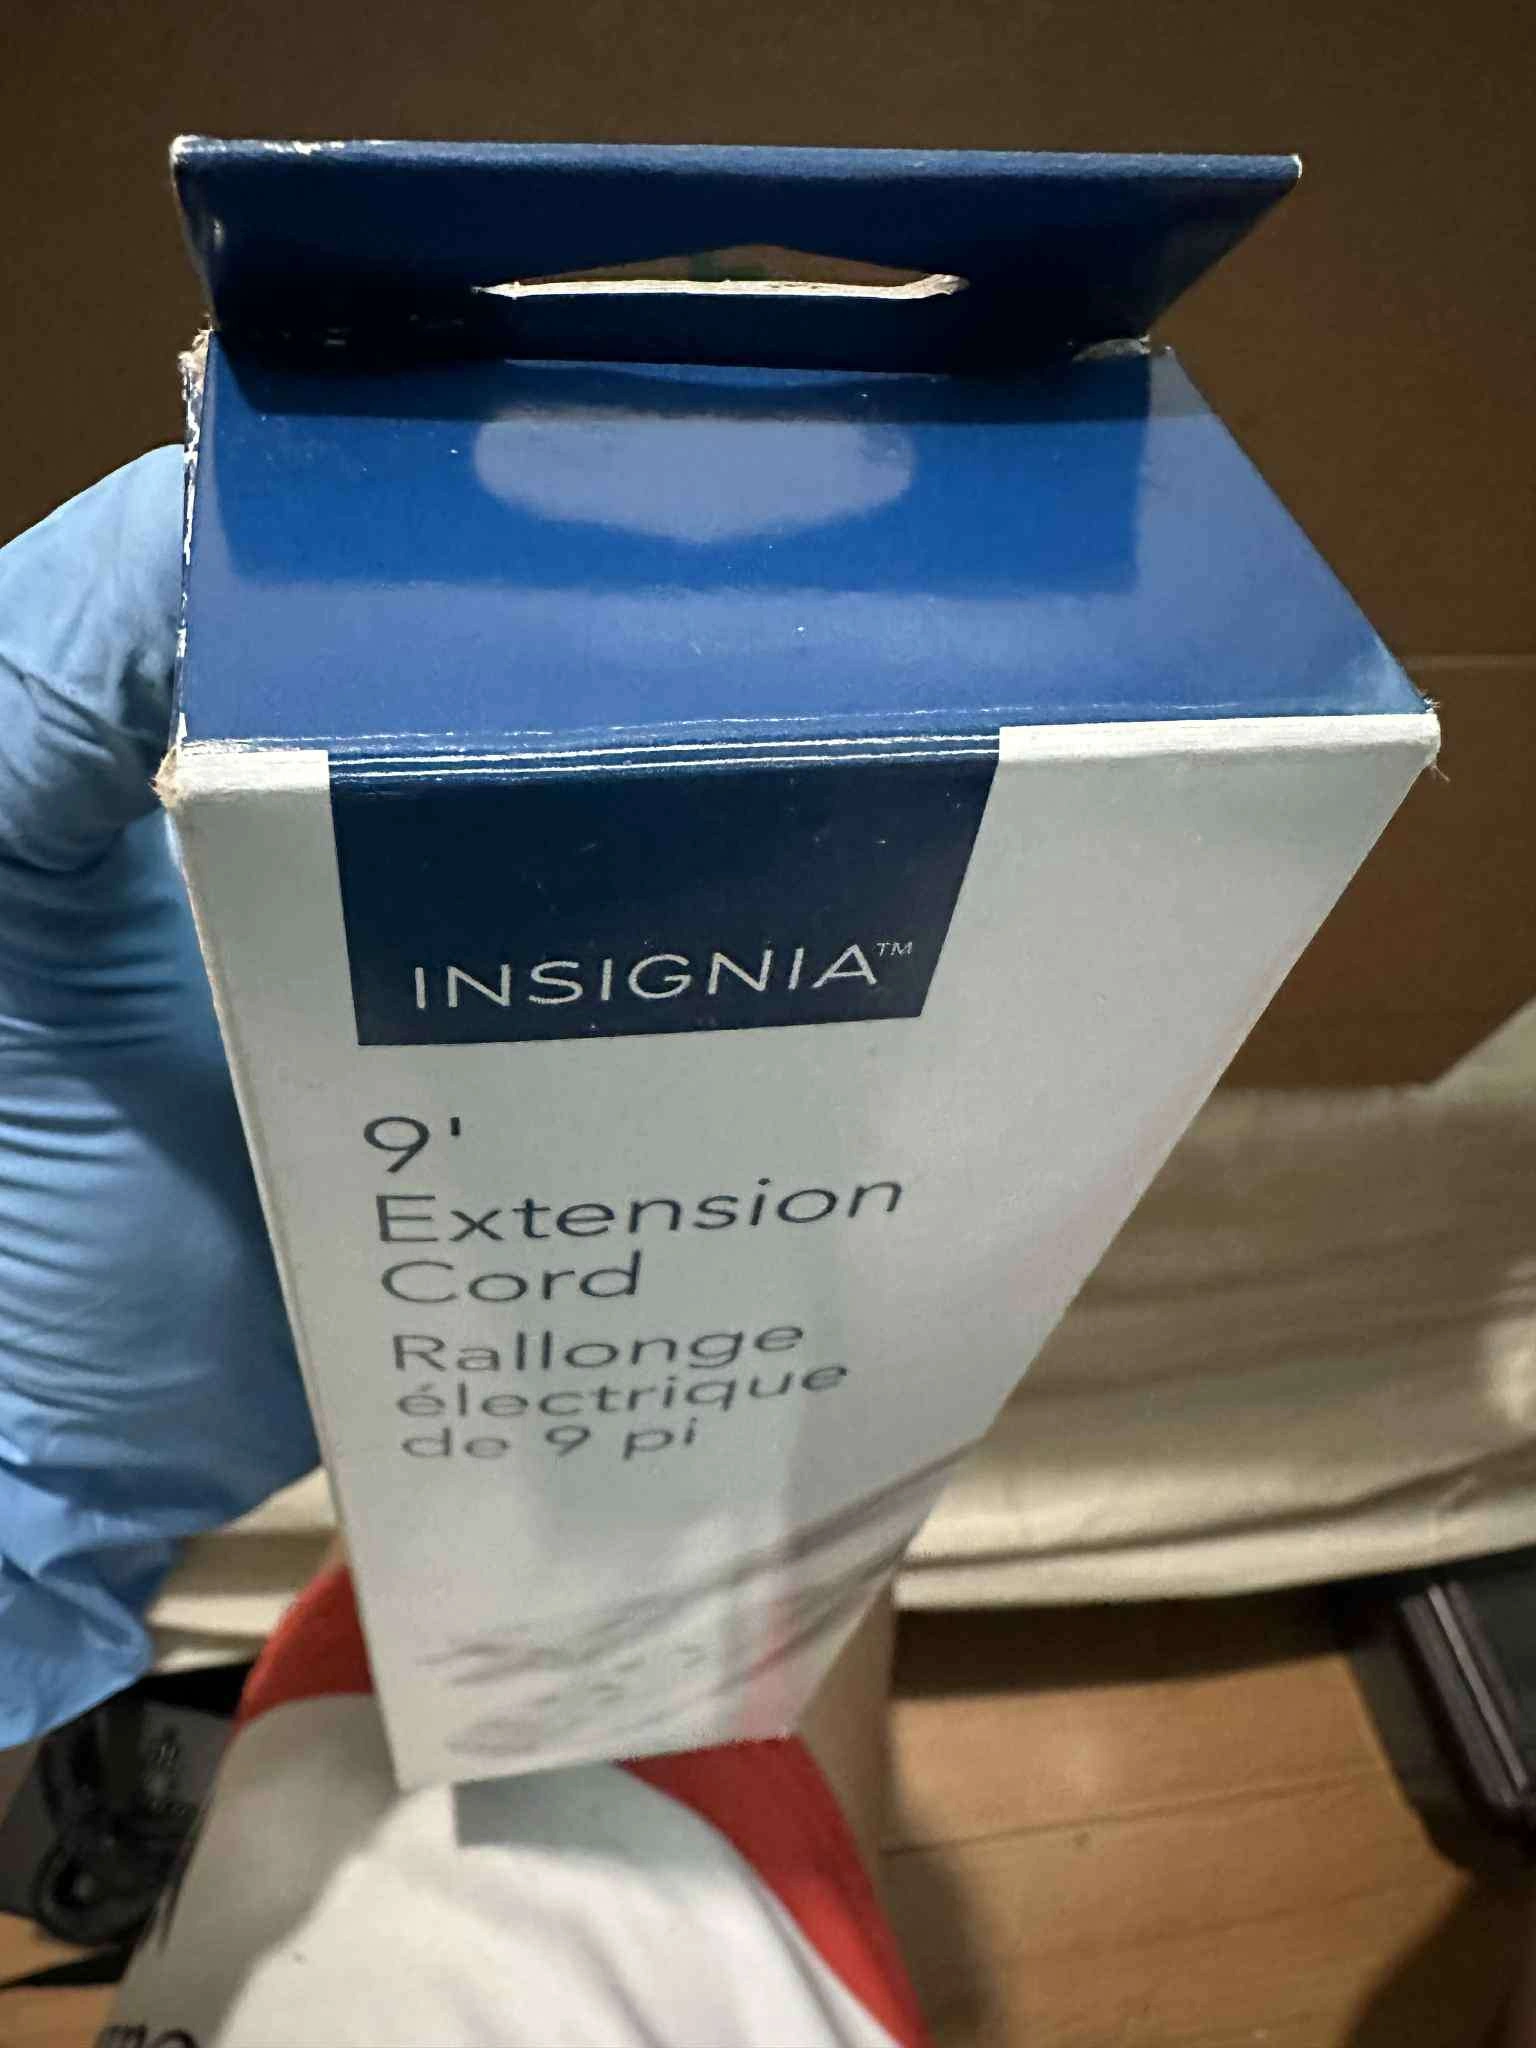 INSIGNIA™
9'
Extension
Cord
Rallonge
électrique
de 9 pi